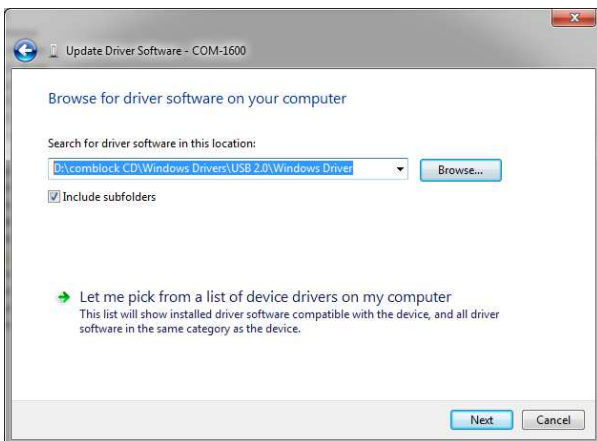 Update Driver Software - COM-1600
Browse for driver software on your computer
Search for driver software in this location:
D:\comblock CD\Windows Drivers\USB 2.0\Windows Driver
Browse...
Include subfolders
Let me pick from a list of device drivers on my computer
This list will show installed driver software compatible with the device, and all driver
software in the same category as the device.
Next
Cancel